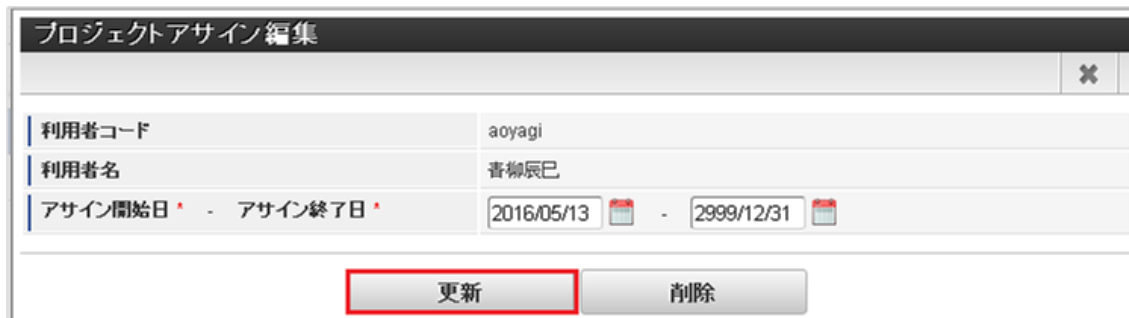 プロジェクトアサイン編集
利用者コード aoyagi
利用者名 青柳辰巳
アサイン開始日 * - アサイン終了日 * 2016/05/13 - 2999/12/31
更新 削除